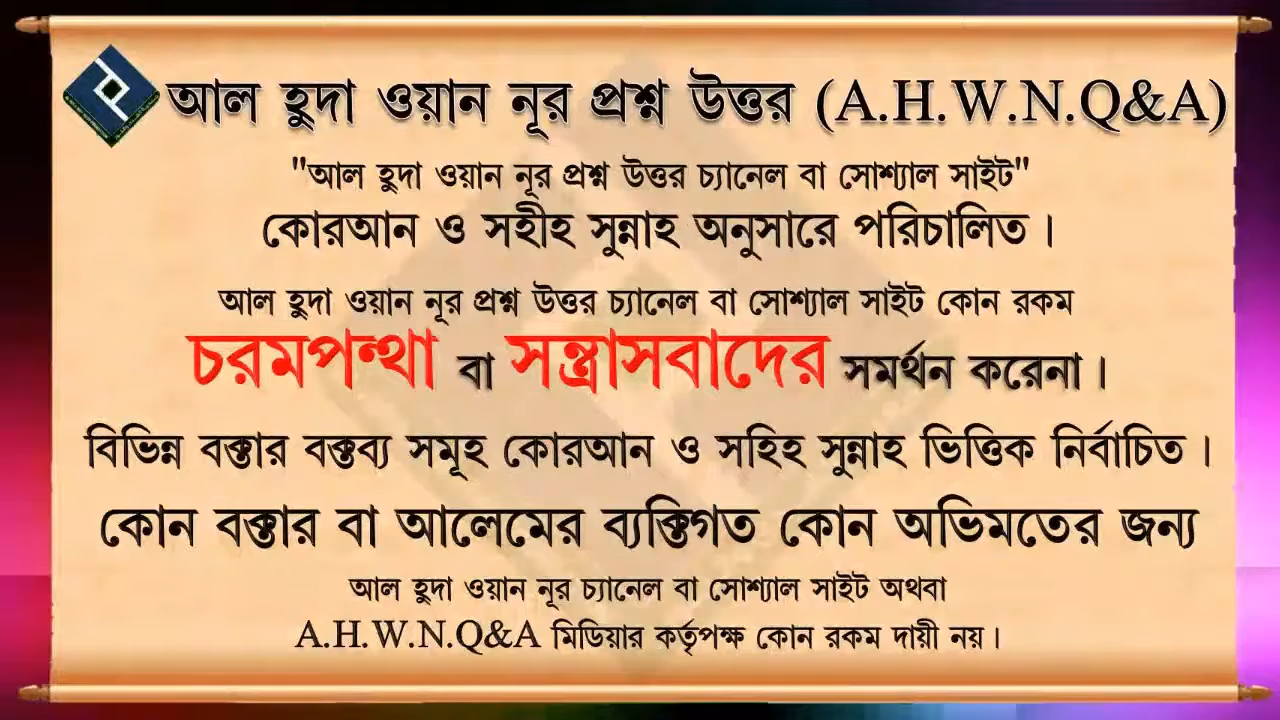 আল হুদা ওয়ান নূর প্রশ্ন উত্তর (A.H.W.N.Q&A)
"আল হুদা ওয়ান নূর প্রশ্ন উত্তর চ্যানেল বা সোশ্যাল সাইট"
কোরআন ও সহীহ সুন্নাহ অনুসারে পরিচালিত ।
আল হুদা ওয়ান নূর প্রশ্ন উত্তর চ্যানেল বা সোশ্যাল সাইট কোন রকম
চরমপন্থা বা সন্ত্রাসবাদের সমর্থন করেনা ।
বিভিন্ন বক্তার বক্তব্য সমূহ কোরআন ও সহিহ সুন্নাহ ভিত্তিক নির্বাচিত ।
কোন বক্তার বা আলেমের ব্যক্তিগত কোন অভিমতের জন্য
আল হুদা ওয়ান নূর চ্যানেল বা সোশ্যাল সাইট অথবা
A.H.W.N.Q&A মিডিয়ার কর্তৃপক্ষ কোন রকম দায়ী নয় ।